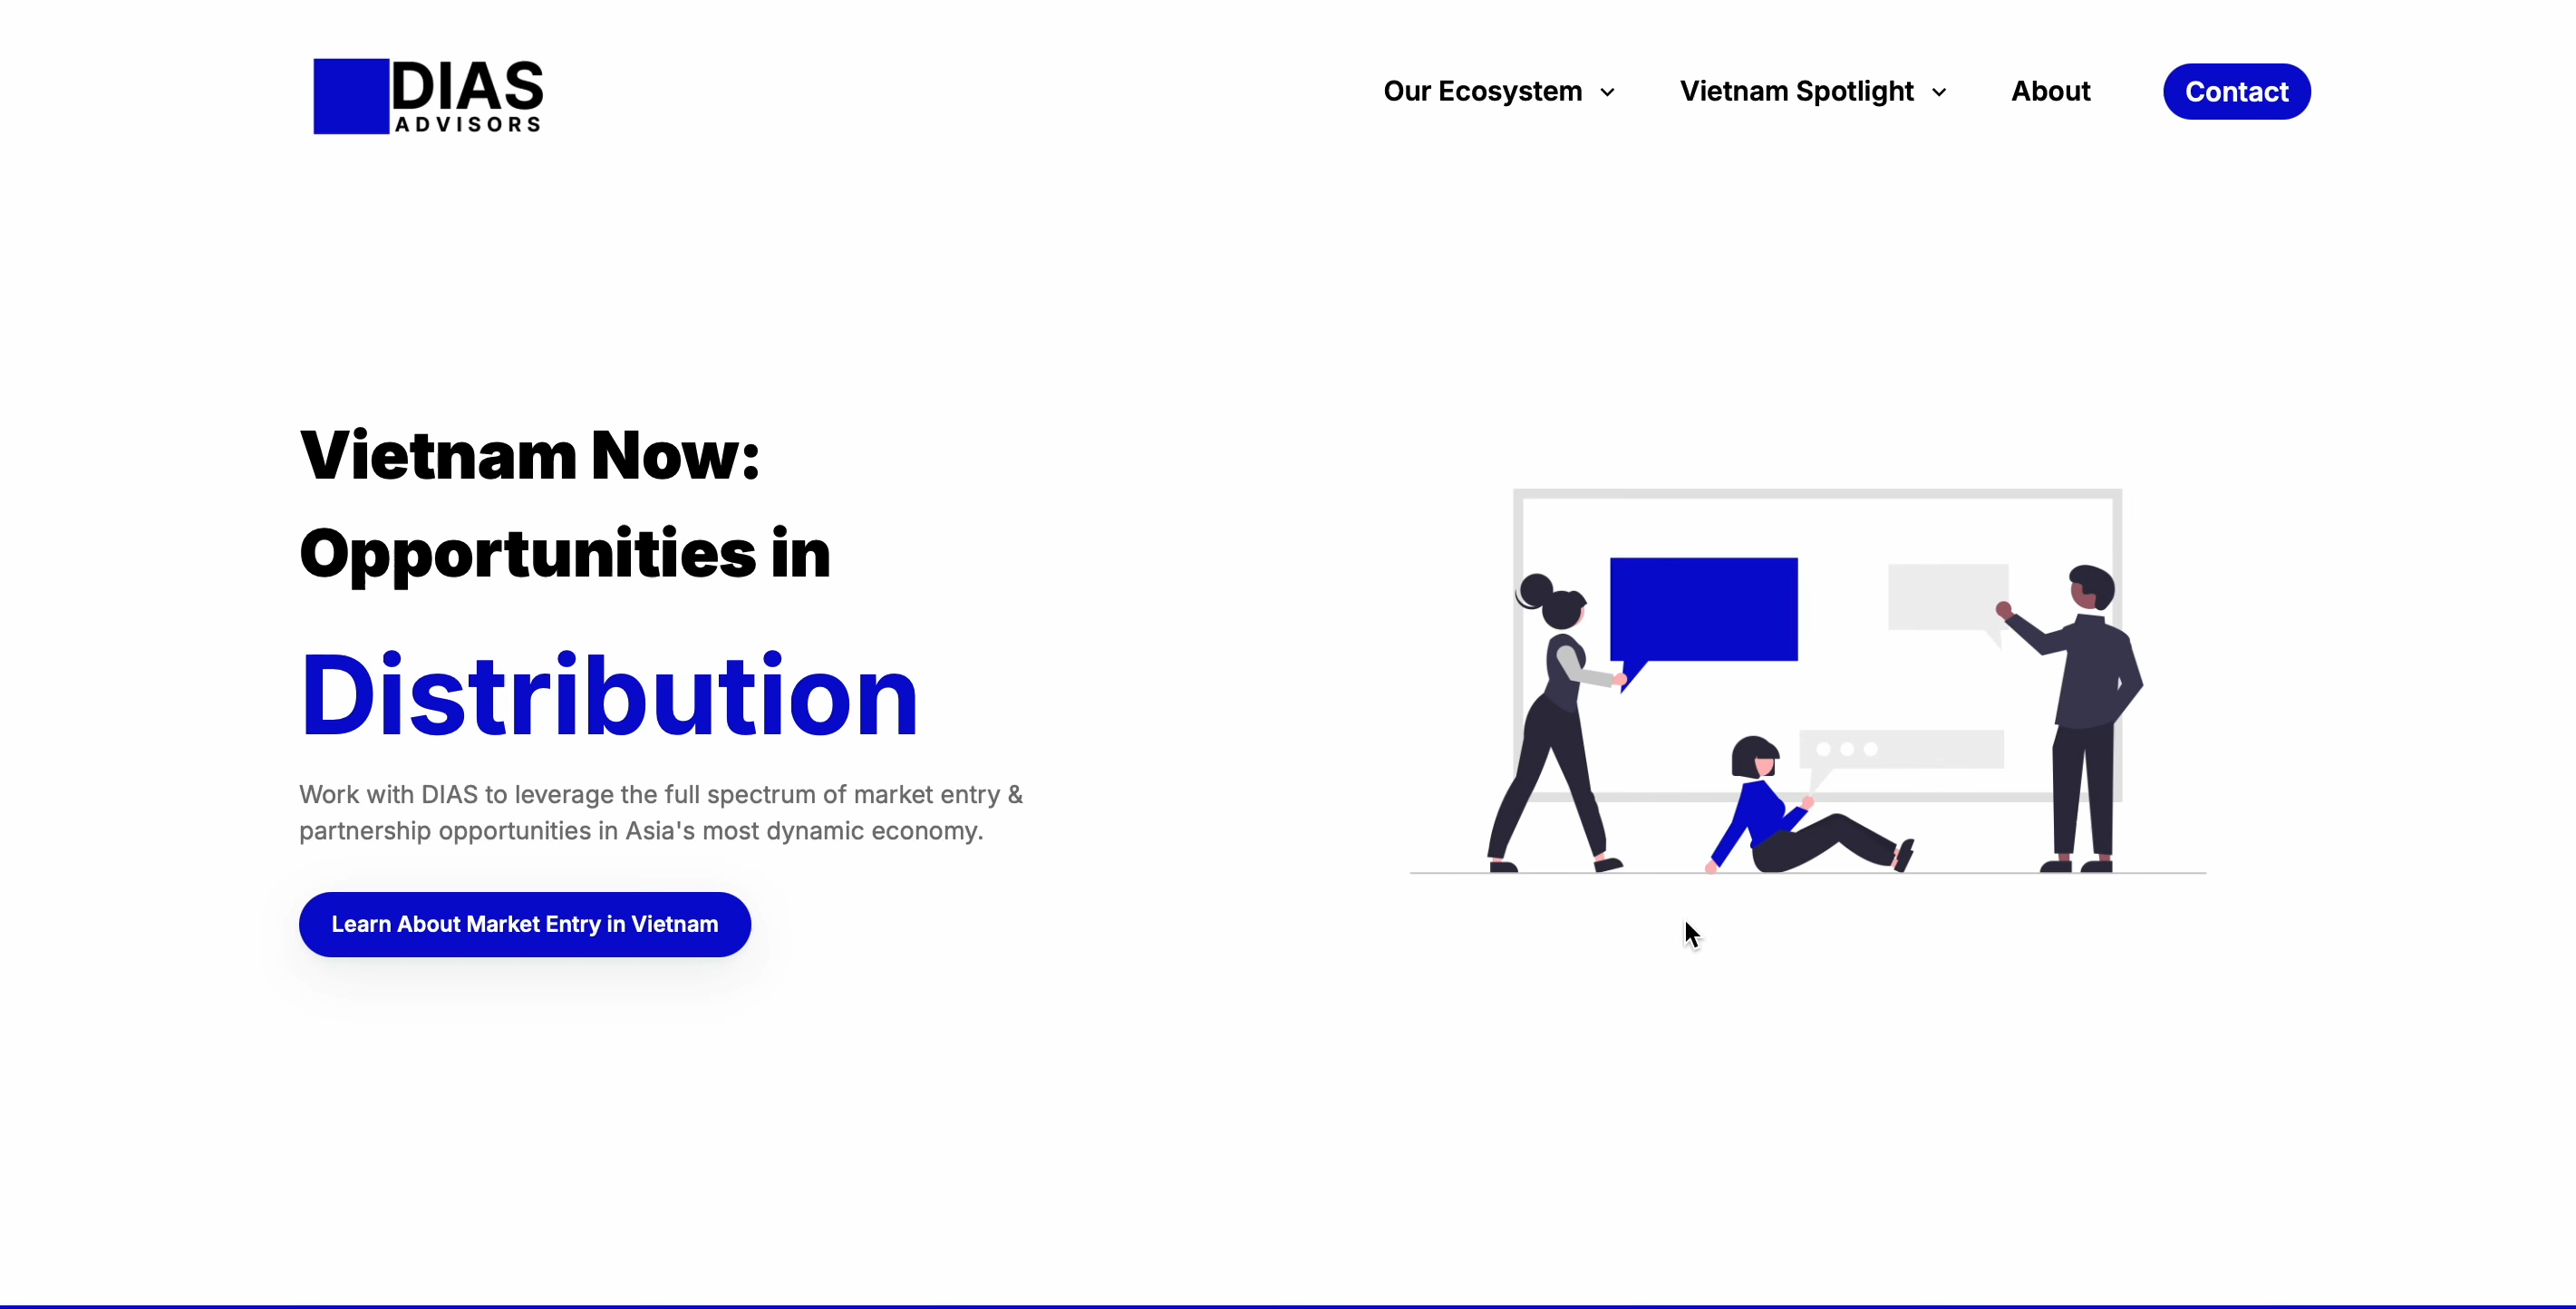 DIAS
ADVISORS
Our Ecosystem
Vietnam Spotlight
About
Contact
Vietnam Now:
Opportunities in
Distribution
Work with DIAS to leverage the full spectrum of market entry &
partnership opportunities in Asia's most dynamic economy.
Learn About Market Entry in Vietnam